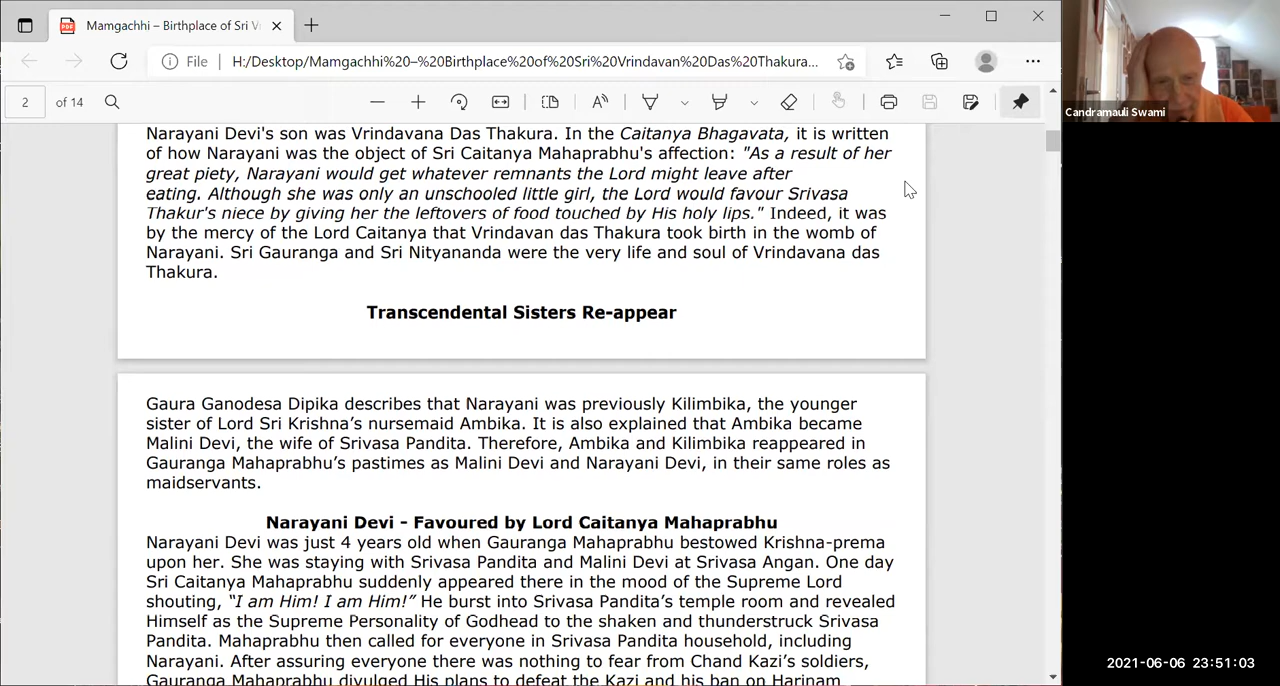 Mamgachhi – Birthplace of Sri V
File
H:/Desktop/Mamgachhi%20–%20Birthplace%20of%20Sri%20Vrindavan%20Das%20Thakura...
2 of 14
Candramauli Swami
Narayani Devi's son was Vrindavana Das Thakura. In the Caitanya Bhagavata, it is written
of how Narayani was the object of Sri Caitanya Mahaprabhu's affection: "As a result of her
great piety, Narayani would get whatever remnants the Lord might leave after
eating. Although she was only an unschooled little girl, the Lord would favour Srivasa
Thakur's niece by giving her the leftovers of food touched by His holy lips." Indeed, it was
by the mercy of the Lord Caitanya that Vrindavan das Thakura took birth in the womb of
Narayani. Sri Gauranga and Sri Nityananda were the very life and soul of Vrindavana das
Thakura.
Transcendental Sisters Re-appear
Gaura Ganodesa Dipika describes that Narayani was previously Kilimbika, the younger
sister of Lord Sri Krishna’s nursemaid Ambika. It is also explained that Ambika became
Malini Devi, the wife of Srivasa Pandita. Therefore, Ambika and Kilimbika reappeared in
Gauranga Mahaprabhu’s pastimes as Malini Devi and Narayani Devi, in their same roles as
maidservants.
Narayani Devi - Favoured by Lord Caitanya Mahaprabhu
Narayani Devi was just 4 years old when Gauranga Mahaprabhu bestowed Krishna-prema
upon her. She was staying with Srivasa Pandita and Malini Devi at Srivasa Angan. One day
Sri Caitanya Mahaprabhu suddenly appeared there in the mood of the Supreme Lord
shouting, “I am Him! I am Him!” He burst into Srivasa Pandita’s temple room and revealed
Himself as the Supreme Personality of Godhead to the shaken and thunderstruck Srivasa
Pandita. Mahaprabhu then called for everyone in Srivasa Pandita household, including
Narayani. After assuring everyone there was nothing to fear from Chand Kazi’s soldiers,
Gauranga Mahaprabhu divulged His plans to defeat the Kazi and his ban on Harinam
2021-06-06 23:51:03